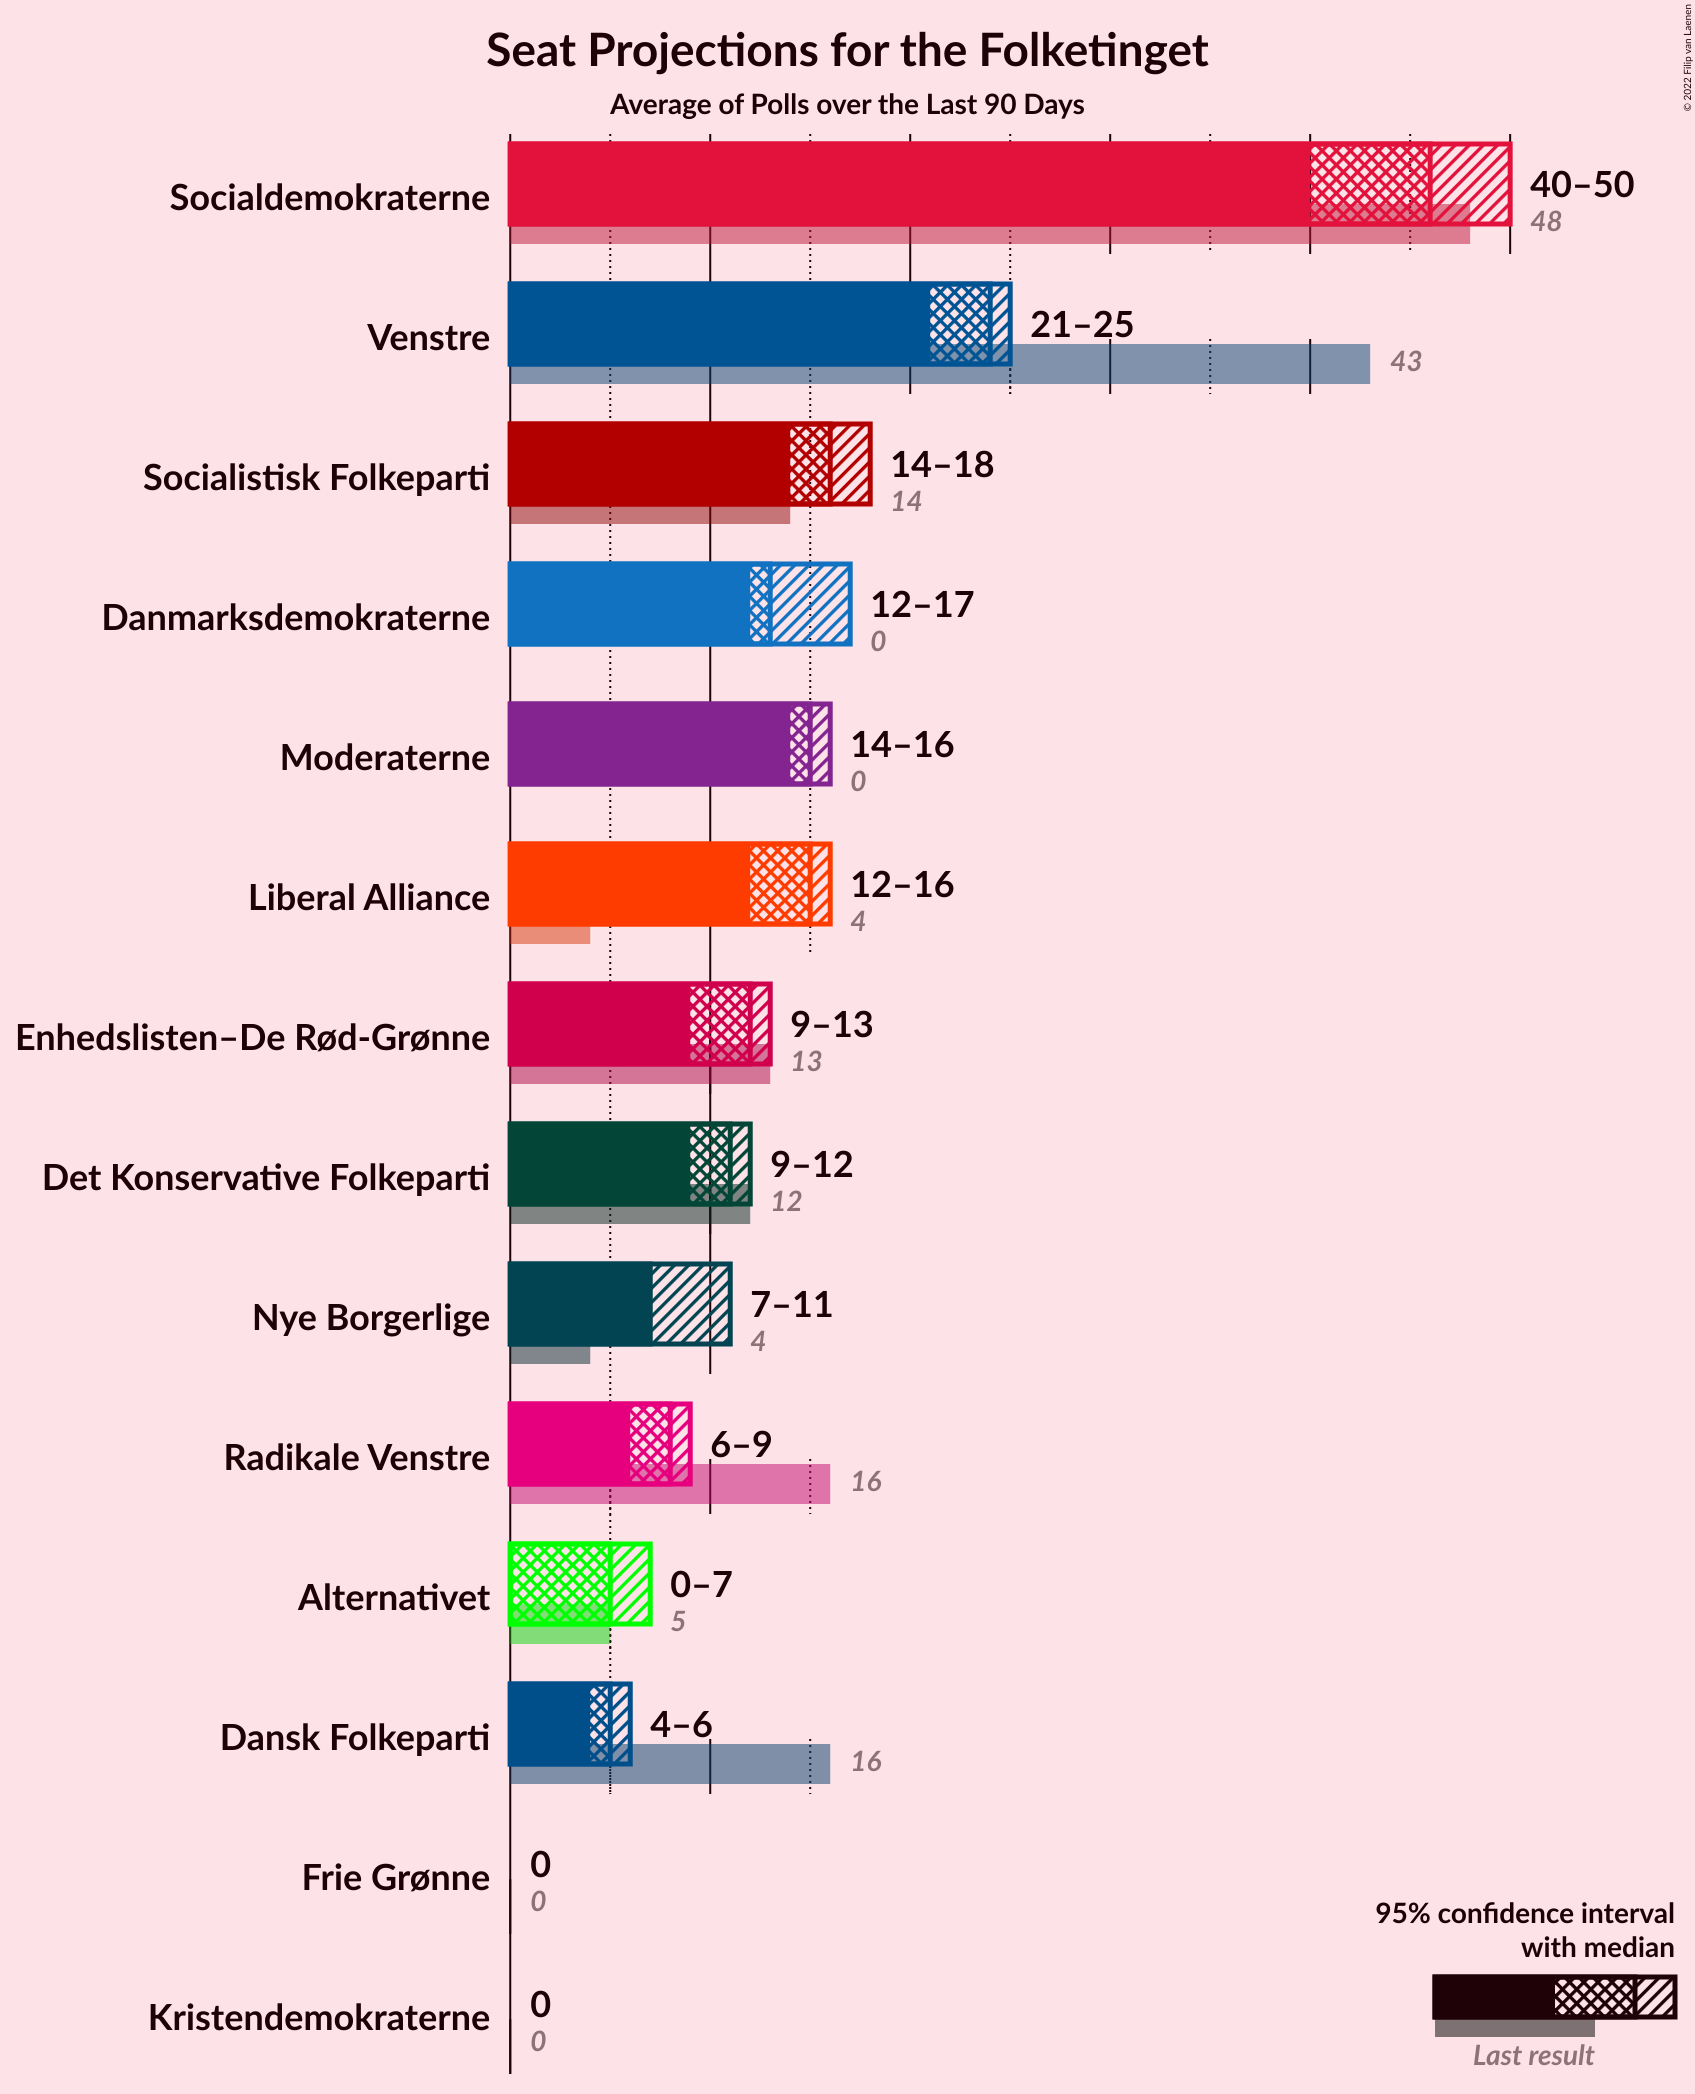 Seat Projections for the Folketinget
Average of Polls over the Last 90 Days
© 2022 Filip van Laenen
Socialdemokraterne
40–50
48
Venstre
21–25
43
Socialistisk Folkeparti
14–18
14
Danmarksdemokraterne
12–17
0
Moderaterne
14–16
0
Liberal Alliance
12–16
4
Enhedslisten–De Rød-Grønne
9–13
13
Det Konservative Folkeparti
9–12
12
Nye Borgerlige
7–11
4
Radikale Venstre
6–9
16
Alternativet
0–7
5
Dansk Folkeparti
4–6
16
Frie Grønne
0
0
Kristendemokraterne
0
0
95% confidence interval
with median
Last result